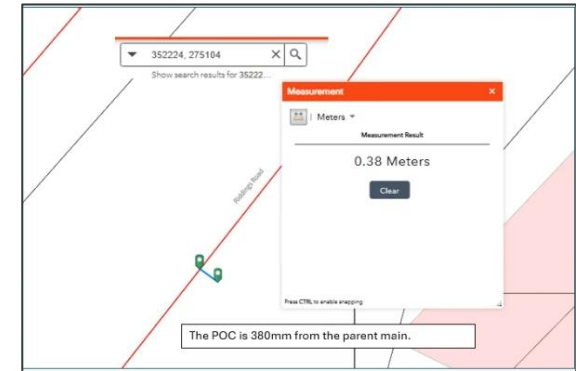 352224, 275104
Show search results for 35222...
Measurement
Meters
Measurement Result
0.38 Meters
Clear
Riddings Road
Press CTRL to enable snapping
The POC is 380mm from the parent main.